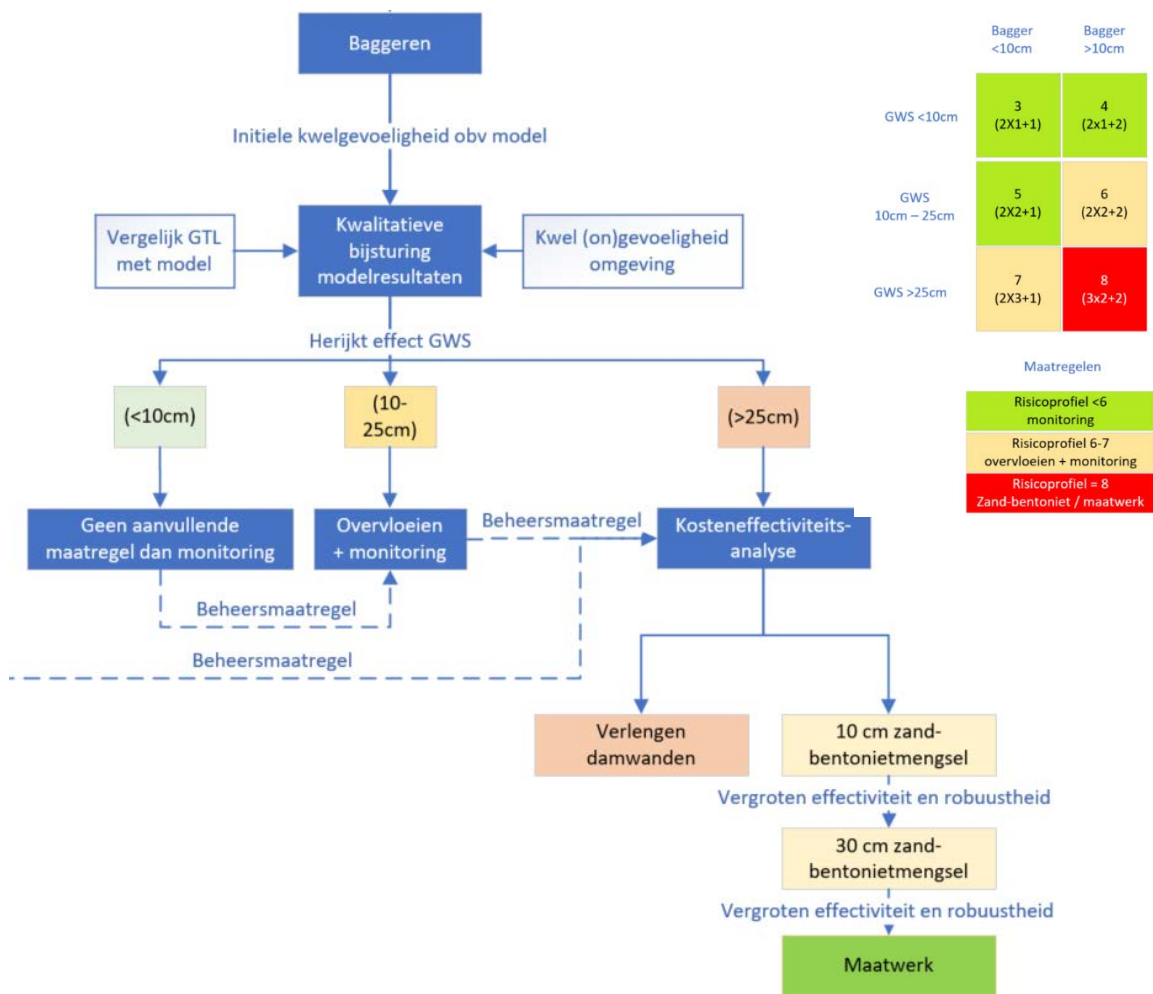 Baggeren
Initiele kwelgevoeligheid obv model
Vergelijk GTL
met model
Kwalitatieve
bijsturing
modelresultaten
Kwel (on)gevoeligheid
omgeving
Herijkt effect GWS
(<10cm)
(10-
25cm)
(>25cm)
Geen aanvullende
maatregel dan monitoring
Overvloeien
+ monitoring
Beheersmaatregel
Kosteneffectiviteits-
analyse
Beheersmaatregel
Beheersmaatregel
Verlengen
damwanden
10 cm zand-
bentonietmengsel
Vergroten effectiviteit en robuustheid
30 cm zand-
bentonietmengsel
Vergroten effectiviteit en robuustheid
Maatwerk
Bagger
<10cm
Bagger
>10cm
GWS <10cm
3
(2X1+1)
4
(2x1+2)
GWS
10cm – 25cm
5
(2X2+1)
6
(2X2+2)
GWS >25cm
7
(2X3+1)
8
(3x2+2)
Maatregelen
Risicoprofiel <6
monitoring
Risicoprofiel 6-7
overvloeien + monitoring
Risicoprofiel = 8
Zand-bentoniet / maatwerk